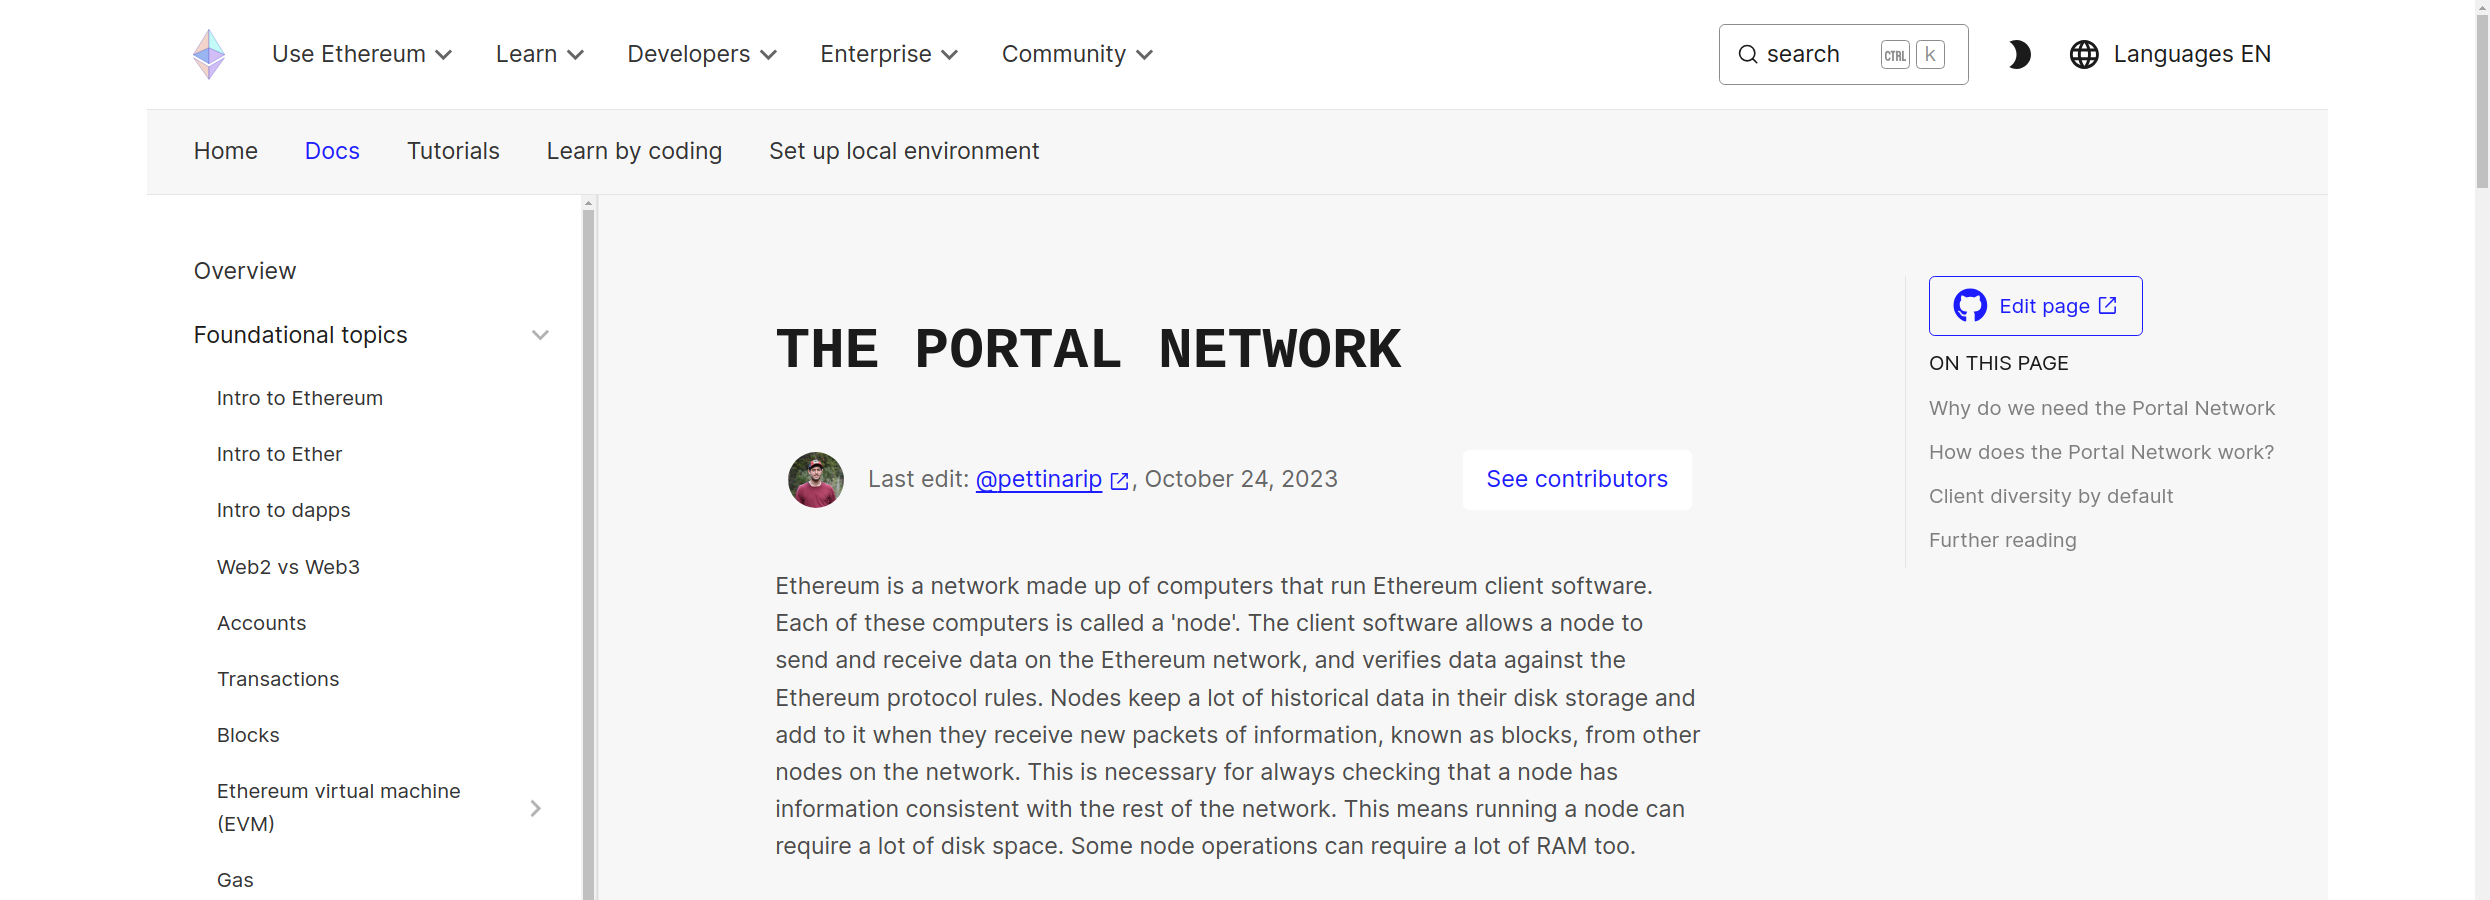 Use Ethereum
Learn
Developers
Enterprise
Community
search
CTRL
k
Languages EN
Home
Docs
Tutorials
Learn by coding
Set up local environment
Overview
Foundational topics
Intro to Ethereum
Intro to Ether
Intro to dapps
Web2 vs Web3
Accounts
Transactions
Blocks
Ethereum virtual machine
(EVM)
Gas
THE PORTAL NETWORK
Last edit: @pettinarip , October 24, 2023
See contributors
Ethereum is a network made up of computers that run Ethereum client software.
Each of these computers is called a 'node'. The client software allows a node to
send and receive data on the Ethereum network, and verifies data against the
Ethereum protocol rules. Nodes keep a lot of historical data in their disk storage and
add to it when they receive new packets of information, known as blocks, from other
nodes on the network. This is necessary for always checking that a node has
information consistent with the rest of the network. This means running a node can
require a lot of disk space. Some node operations can require a lot of RAM too.
Edit page
ON THIS PAGE
Why do we need the Portal Network
How does the Portal Network work?
Client diversity by default
Further reading